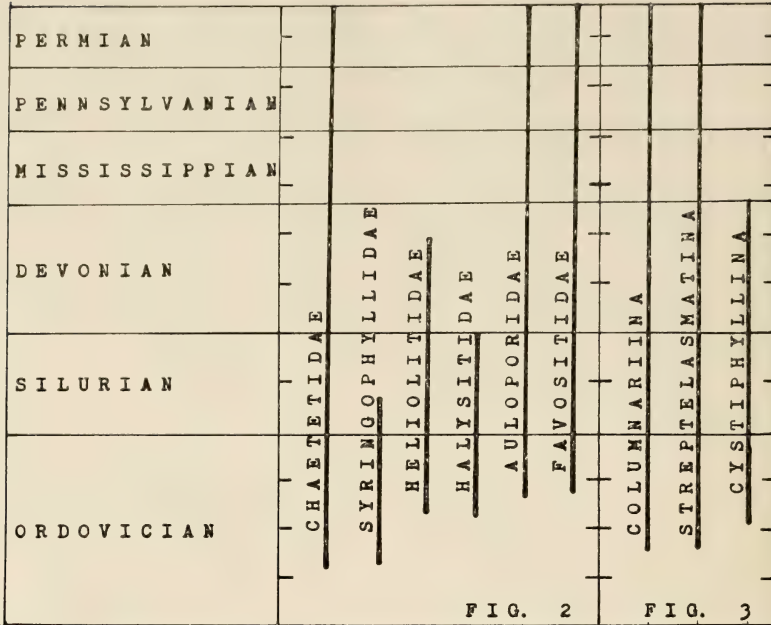 PERMIAN
PENNSYLVANIAN
MISSISSIPPIAN
DEVONIAN
SILURIAN
ORDOVICIAN
CHAETETIDAE
SYRINGOPHYLLIDAE
HELIOLITIDAE
HALYSITIDAE
AULOPORIDAE
FAVOSITIDAE
COLUMNARIINA
STREPTELASMATINA
CYSTIPHYLLINA
FIG. 2
FIG. 3